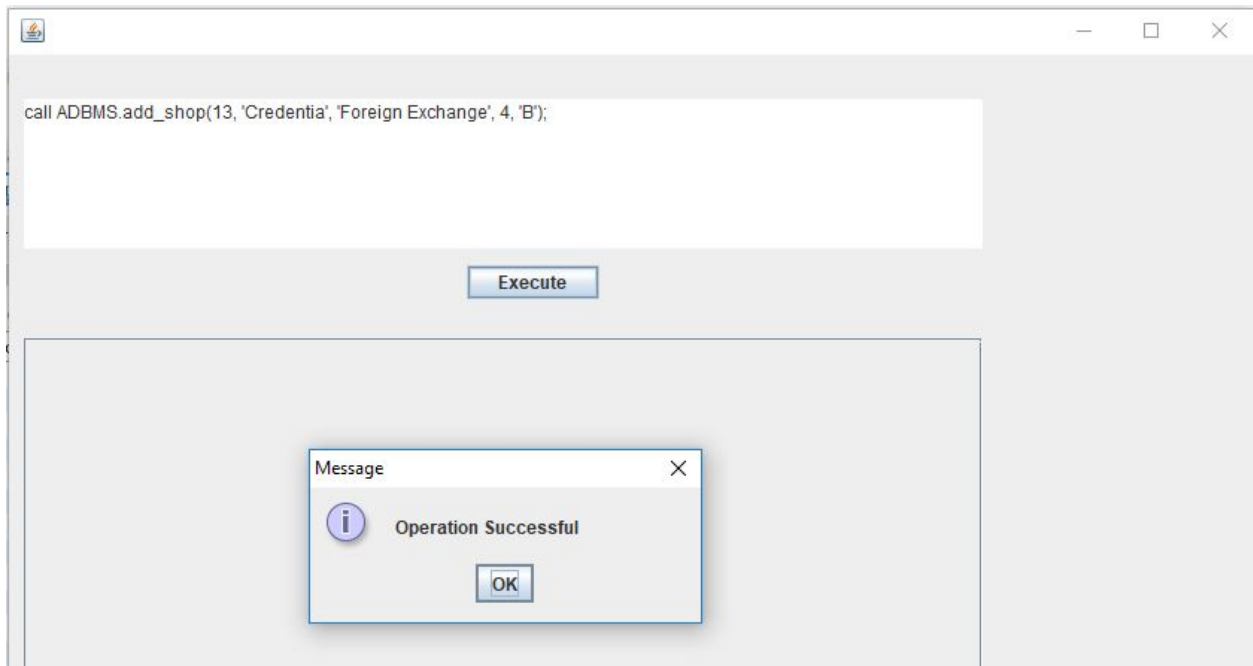 call ADBMS.add_shop(13, 'Credentia', 'Foreign Exchange', 4, 'B');
Execute
Message
i
Operation Successful
OK